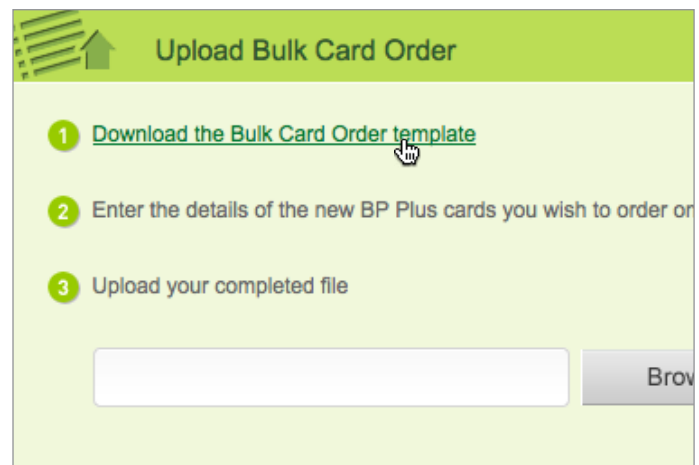 Upload Bulk Card Order
1 Download the Bulk Card Order template
2 Enter the details of the new BP Plus cards you wish to order or
3 Upload your completed file
Brow